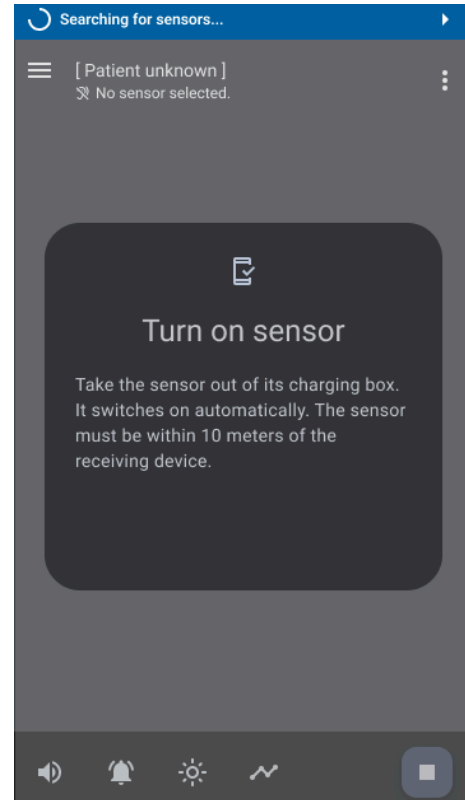 Searching for sensors...
[ Patient unknown ]
No sensor selected.
Turn on sensor
Take the sensor out of its charging box.
It switches on automatically. The sensor
must be within 10 meters of the
receiving device.